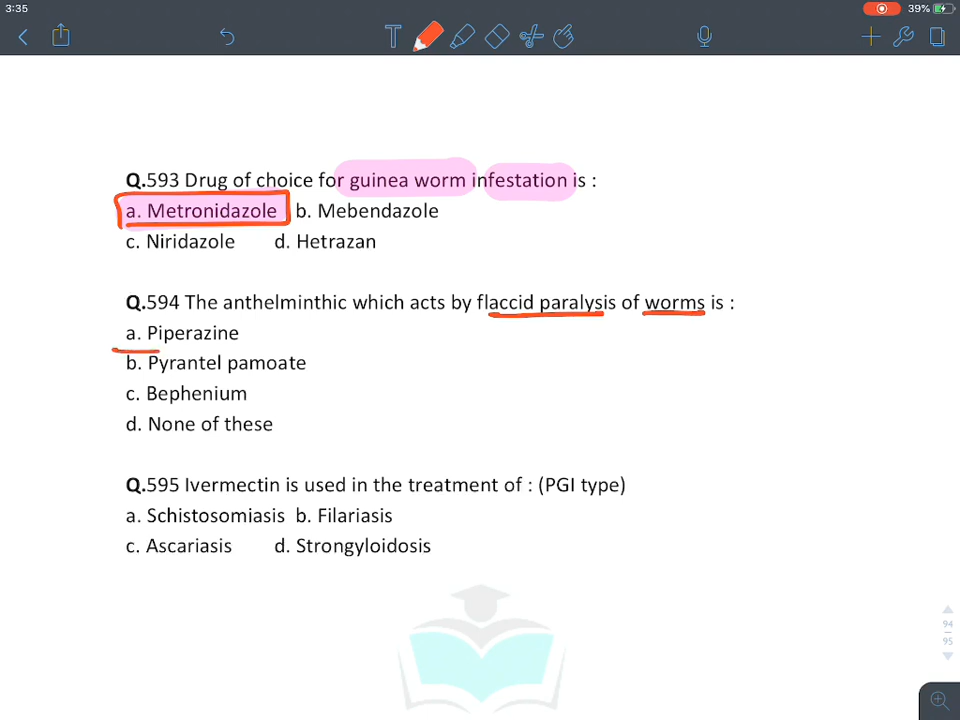 3:35
39%
T
Q.593 Drug of choice for guinea worm infestation is :
a. Metronidazole b. Mebendazole
c. Niridazole d. Hetrazan
Q.594 The anthelminthic which acts by flaccid paralysis of worms is :
a. Piperazine
b. Pyrantel pamoate
c. Bephenium
d. None of these
Q.595 Ivermectin is used in the treatment of : (PGI type)
a. Schistosomiasis b. Filariasis
c. Ascariasis d. Strongyloidosis
94
95